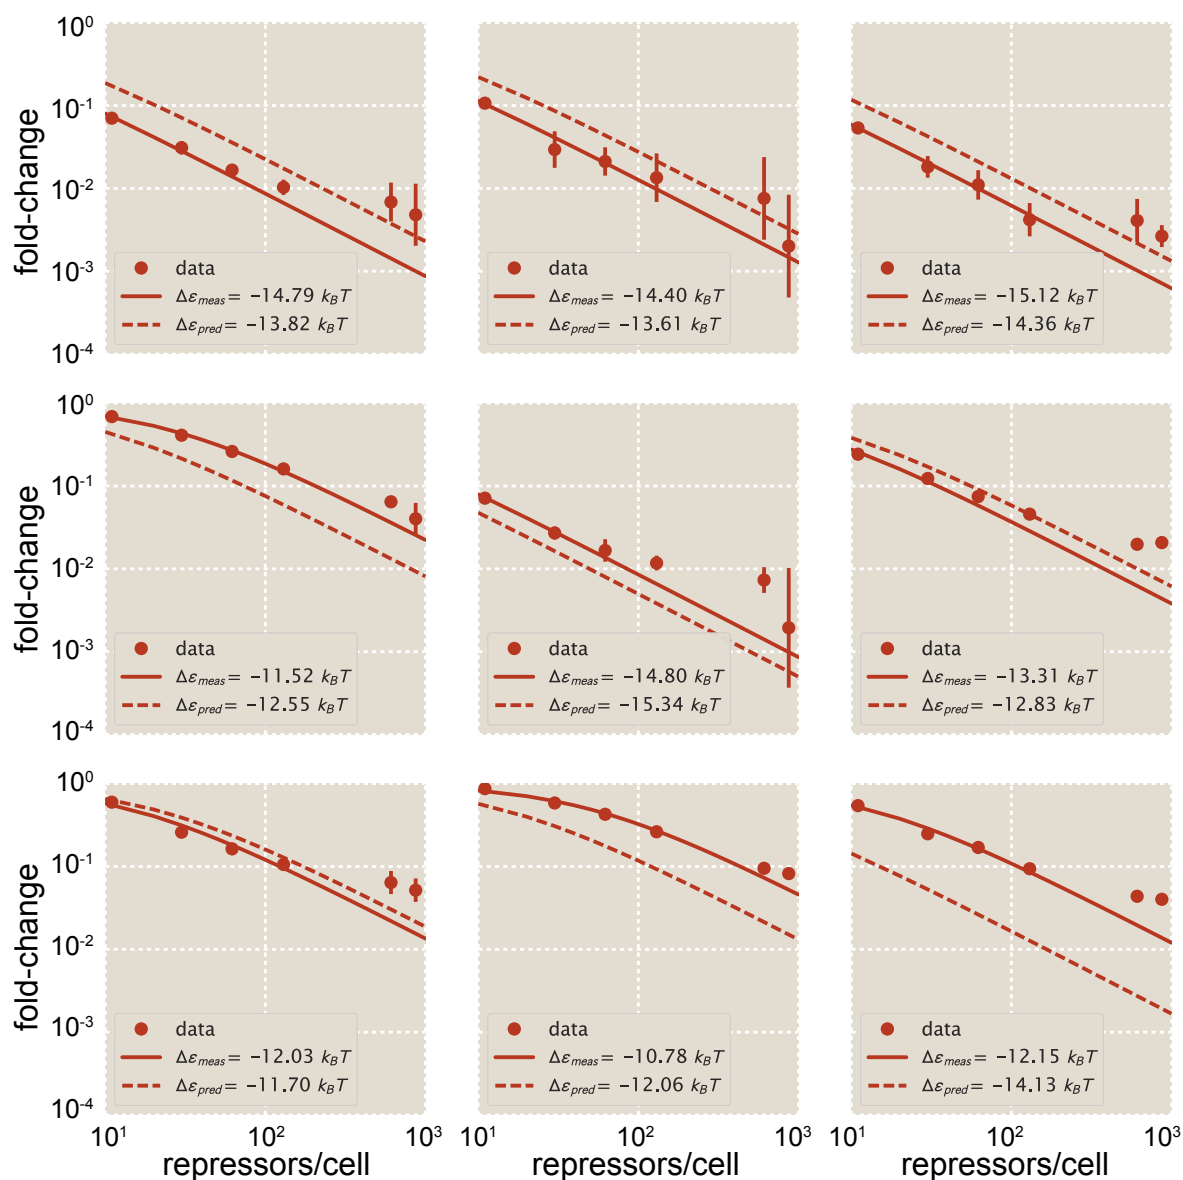 fold-change
10⁰
10⁻¹
10⁻²
10⁻³
10⁻⁴
data
Δε_meas = −14.79 k_BT
Δε_pred = −13.82 k_BT
data
Δε_meas = −14.40 k_BT
Δε_pred = −13.61 k_BT
data
Δε_meas = −15.12 k_BT
Δε_pred = −14.36 k_BT
fold-change
10⁰
10⁻¹
10⁻²
10⁻³
10⁻⁴
data
Δε_meas = −11.52 k_BT
Δε_pred = −12.55 k_BT
data
Δε_meas = −14.80 k_BT
Δε_pred = −15.34 k_BT
data
Δε_meas = −13.31 k_BT
Δε_pred = −12.83 k_BT
fold-change
10⁰
10⁻¹
10⁻²
10⁻³
10⁻⁴
data
Δε_meas = −12.03 k_BT
Δε_pred = −11.70 k_BT
data
Δε_meas = −10.78 k_BT
Δε_pred = −12.06 k_BT
data
Δε_meas = −12.15 k_BT
Δε_pred = −14.13 k_BT
10¹ 10² 10³
repressors/cell
10¹ 10² 10³
repressors/cell
10¹ 10² 10³
repressors/cell